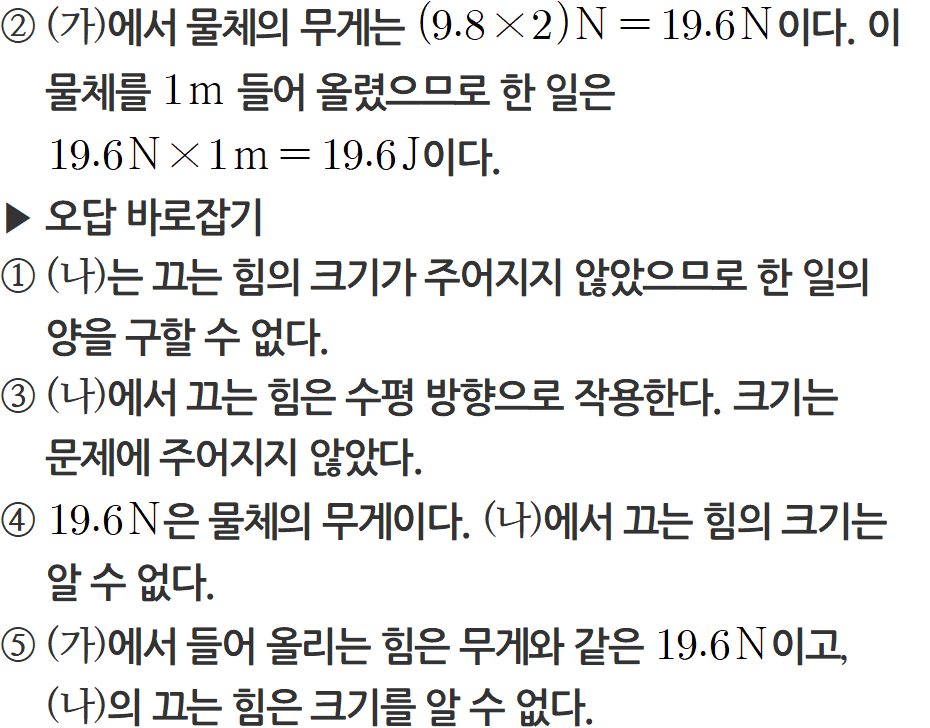 ② (가)에서 물체의 무게는 (9.8×2)N=19.6N이다. 이
물체를 1m 들어 올렸으므로 한 일은
19.6N×1m=19.6J이다.
▶ 오답 바로잡기
① (나)는 끄는 힘의 크기가 주어지지 않았으므로 한 일의
양을 구할 수 없다.
③ (나)에서 끄는 힘은 수평 방향으로 작용한다. 크기는
문제에 주어지지 않았다.
④ 19.6N은 물체의 무게이다. (나)에서 끄는 힘의 크기는
알 수 없다.
⑤ (가)에서 들어 올리는 힘은 무게와 같은 19.6N이고,
(나)의 끄는 힘은 크기를 알 수 없다.